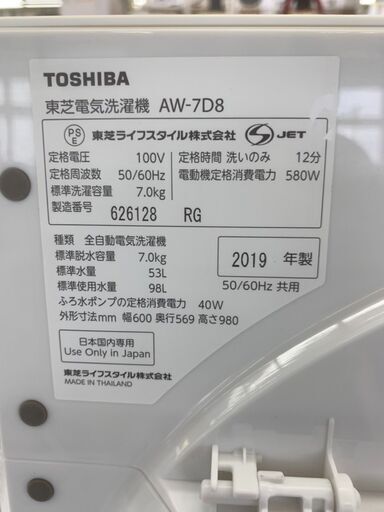 TOSHIBA
東芝電気洗濯機 AW-7D8
PS E 東芝ライフスタイル株式会社 S JET
定格電圧 100V
定格周波数 50/60Hz
標準洗濯容量 7.0kg
製造番号 626128 RG
定格時間 洗いのみ 12分
電動機定格消費電力 580W
種類 全自動電気洗濯機
標準脱水容量 7.0kg
標準水量 53L
標準使用水量 98L
2019 年製
50/60Hz 共用
ふろ水ポンプの定格消費電力 40W
外形寸法mm 幅600 奥行569 高さ980
日本国内専用
Use Only in Japan
東芝ライフスタイル株式会社
MADE IN THAILAND